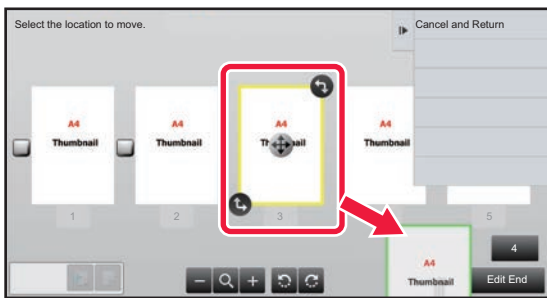 Select the location to move.
Cancel and Return
A4
Thumbnail
A4
Thumbnail
A4
A4
Thumbnail
1
2
3
5
4
A4
Thumbnail
Edit End